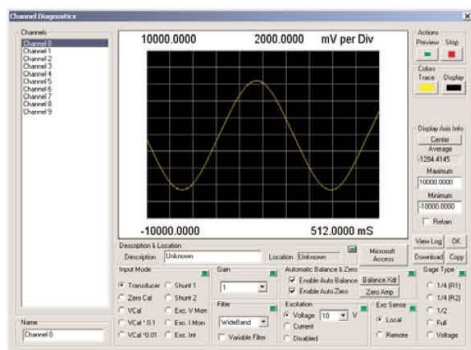 Channel Diagnostics
Channels
Channel 0
Channel 1
Channel 2
Channel 3
Channel 4
Channel 5
Channel 6
Channel 7
Channel 8
Channel 9
Name
Channel 0
10000.0000 2000.0000 mV per Div
-10000.0000 512.0000 mS
Actions
Preview Stop
Colors
Trace Display
Display Axis Info
Center
Average
-1284.4145
Maximum
10000.0000
Minimum
-10000.0000
Retain
View Log OK
Download Copy
Description & Location
Description Unknown Location Unknown
Microsoft Access
Input Mode
Transducer Shunt 1
Zero Cal Shunt 2
VCal Exc. V Mon
VCal * 0.1 Exc. I Mon
VCal *0.01 Exc. Int
Gain
1
Filter
WideBand
Variable Filter
Automatic Balance & Zero
Enable Auto Balance Balance Xdr
Enable Auto Zero Zero Amp
Excitation
Voltage 10 V
Current
Disabled
Exc Sense
Local
Remote
Gage Type
1/4 (R1)
1/4 (R2)
1/2
Full
Voltage